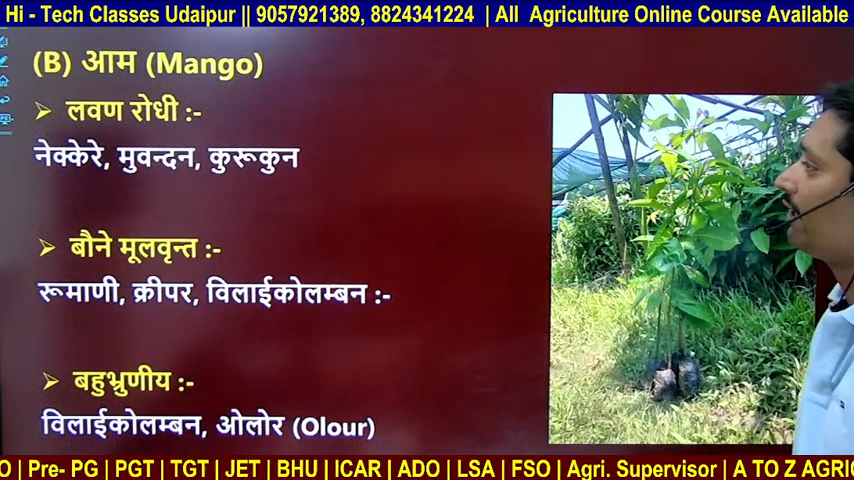 Hi - Tech Classes Udaipur || 9057921389, 8824341224 | All Agriculture Online Course Available
(B) आम (Mango)
➢ लवण रोधी :-
नेक्केरे, मुवन्दन, कुरूकुन
➢ बौने मूलवृन्त :-
रूमाणी, क्रीपर, विलाईकोलम्बन :-
➢ बहुभ्रुणीय :-
विलाईकोलम्बन, ओलोर (Olour)
O | Pre- PG | PGT | TGT | JET | BHU | ICAR | ADO | LSA | FSO | Agri. Supervisor | A TO Z AGRIC